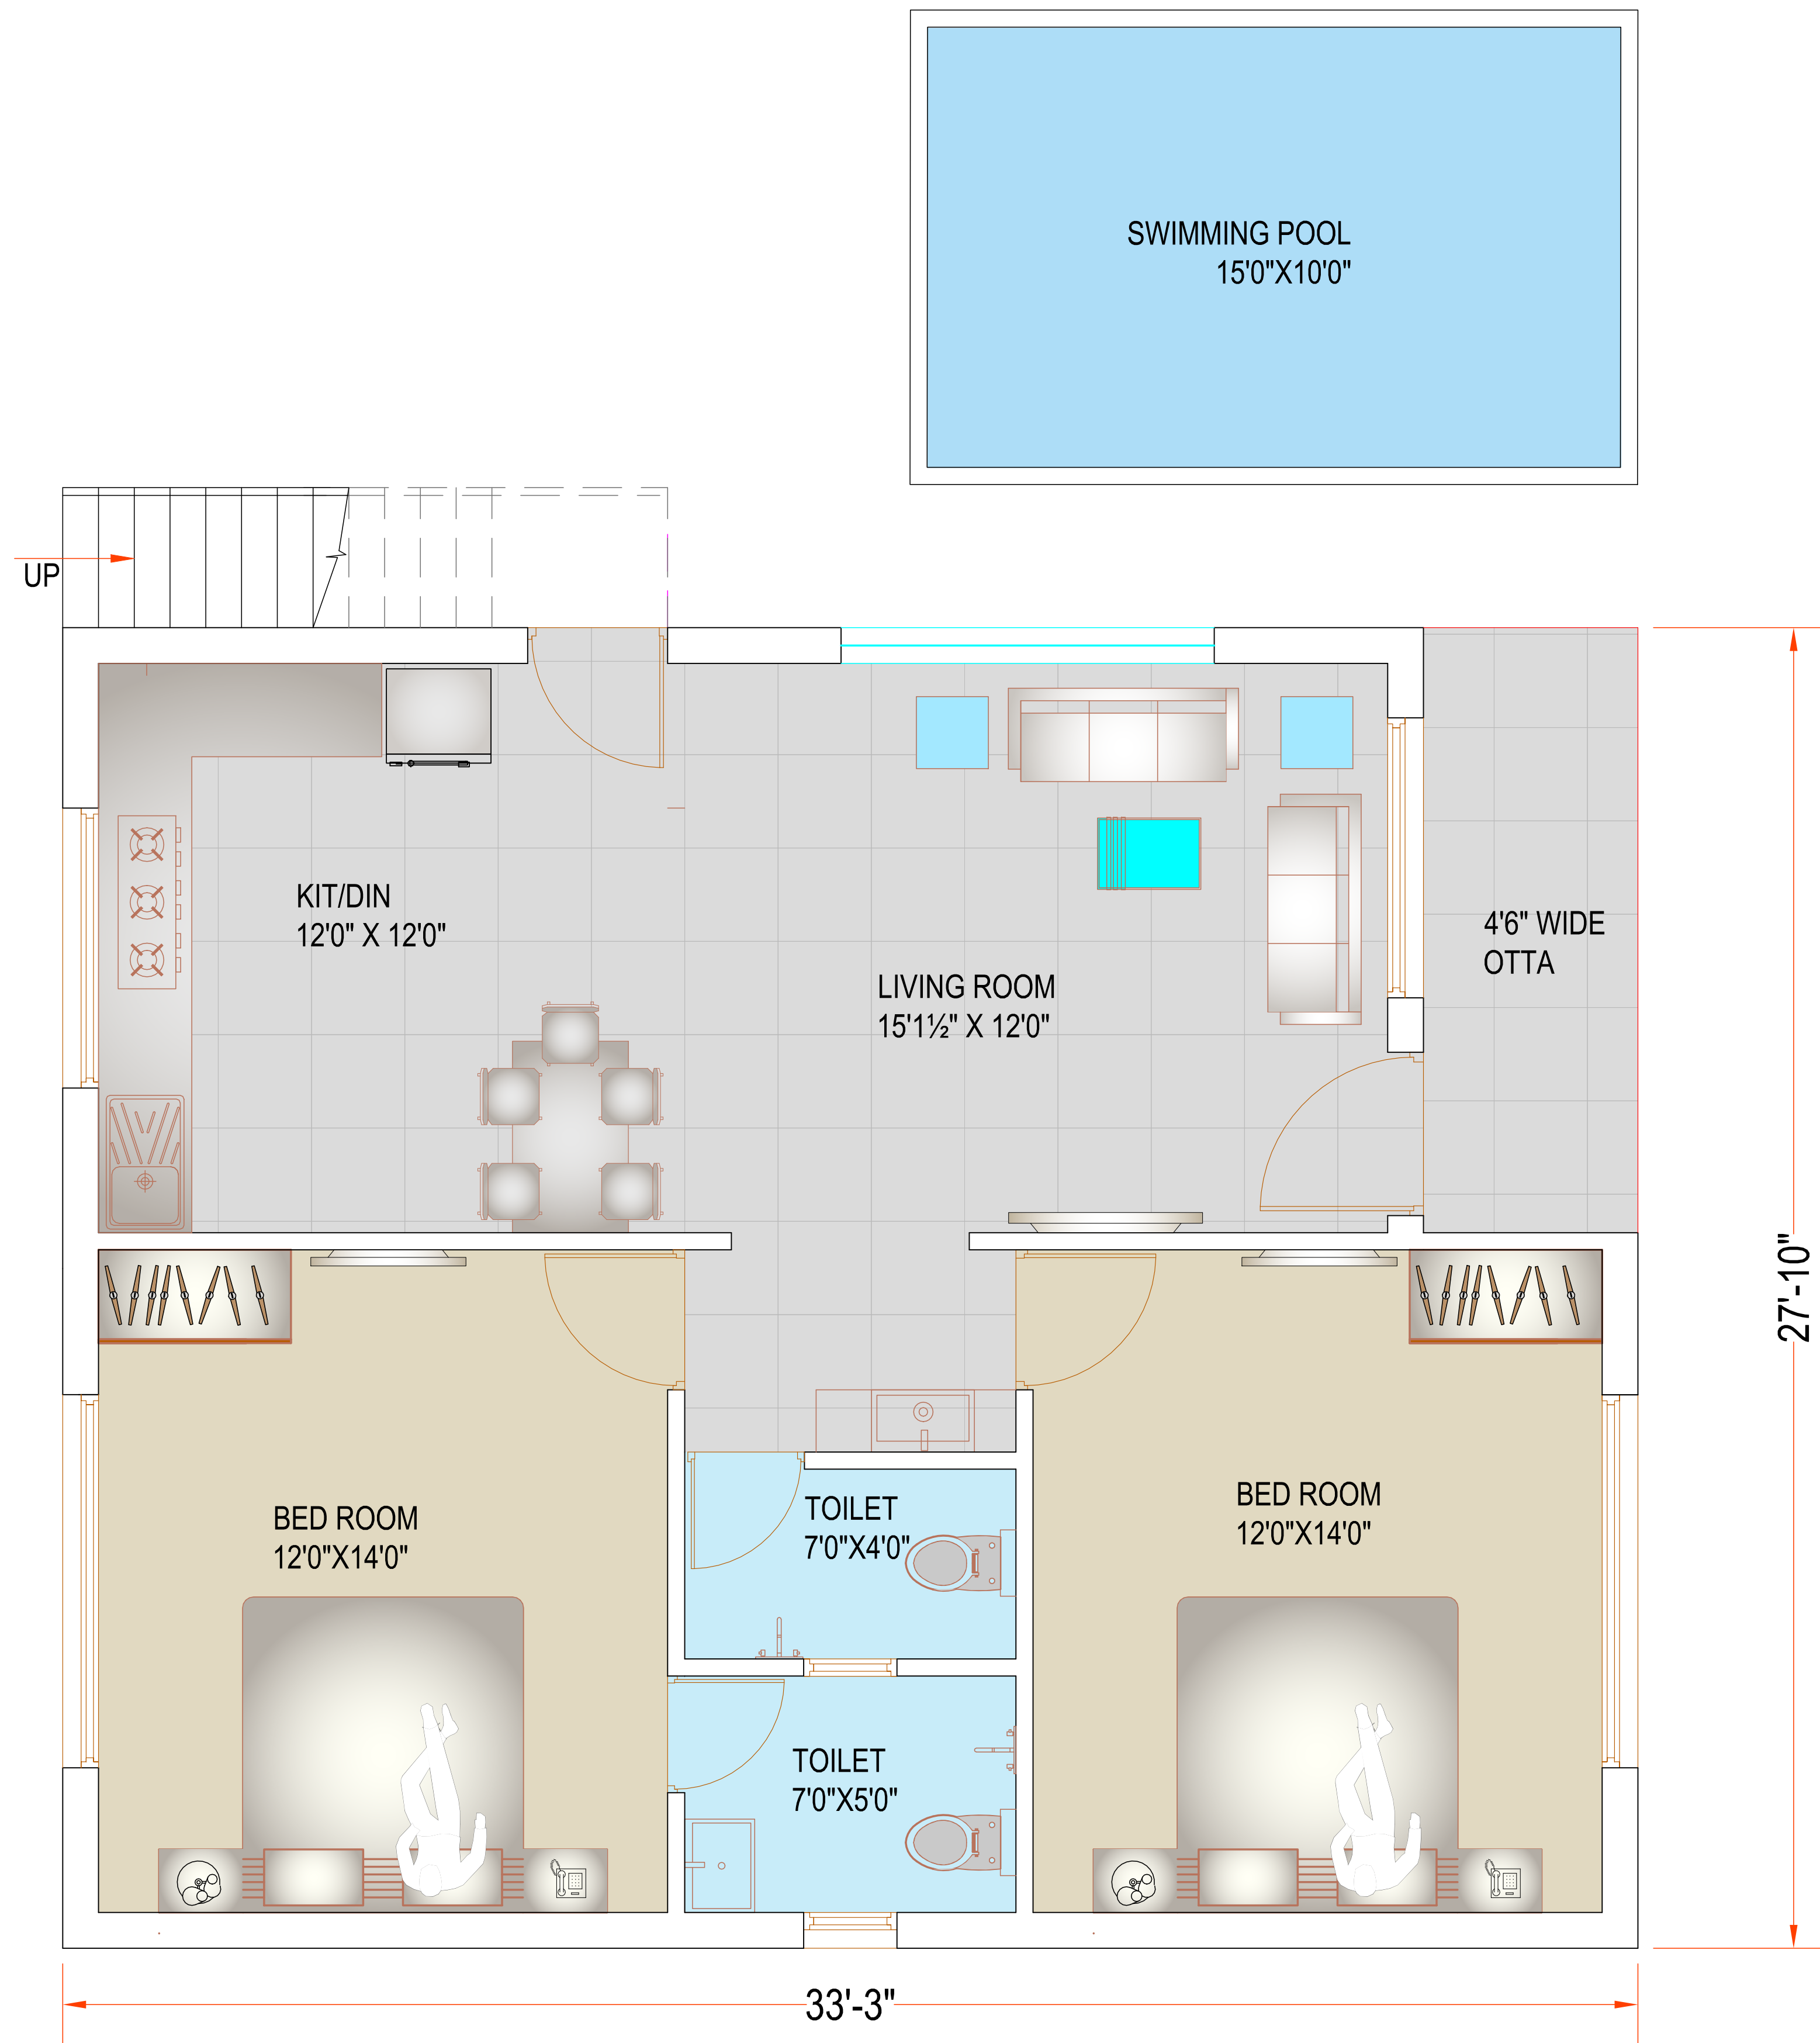 SWIMMING POOL
15'0"X10'0"
UP
KIT/DIN
12'0" X 12'0"
4'6" WIDE
OTTA
LIVING ROOM
15'1½" X 12'0"
27'-10"
BED ROOM
12'0"X14'0"
TOILET
7'0"X4'0"
BED ROOM
12'0"X14'0"
TOILET
7'0"X5'0"
33'-3"